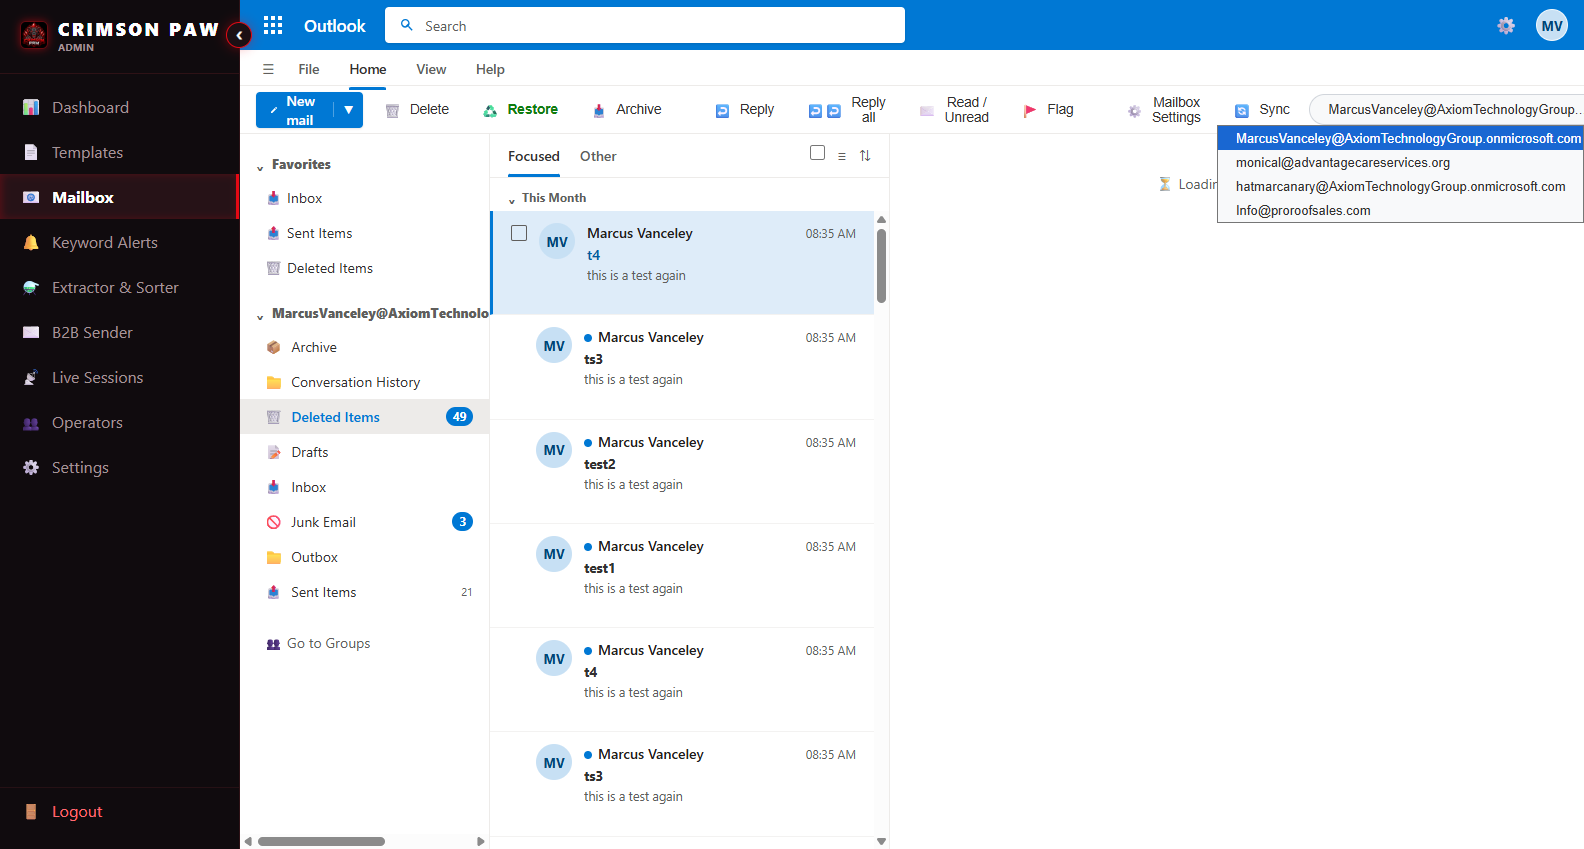 CRIMSON PAW
ADMIN
Dashboard
Templates
Mailbox
Keyword Alerts
Extractor & Sorter
B2B Sender
Live Sessions
Operators
Settings
Logout
Outlook
Search
File Home View Help
New mail
Delete
Restore
Archive
Reply
Reply all
Read / Unread
Flag
Mailbox Settings
Sync
MarcusVanceley@AxiomTechnologyGroup..
MV
MarcusVanceley@AxiomTechnologyGroup.onmicrosoft.com
monical@advantagecareservices.org
hatmarcanary@AxiomTechnologyGroup.onmicrosoft.com
Info@proroofsales.com
Favorites
Inbox
Sent Items
Deleted Items
MarcusVanceley@AxiomTechnolo
Archive
Conversation History
Deleted Items 49
Drafts
Inbox
Junk Email 3
Outbox
Sent Items 21
Go to Groups
Focused Other
This Month
MV Marcus Vanceley 08:35 AM
t4
this is a test again
MV Marcus Vanceley 08:35 AM
ts3
this is a test again
MV Marcus Vanceley 08:35 AM
test2
this is a test again
MV Marcus Vanceley 08:35 AM
test1
this is a test again
MV Marcus Vanceley 08:35 AM
t4
this is a test again
MV Marcus Vanceley 08:35 AM
ts3
this is a test again